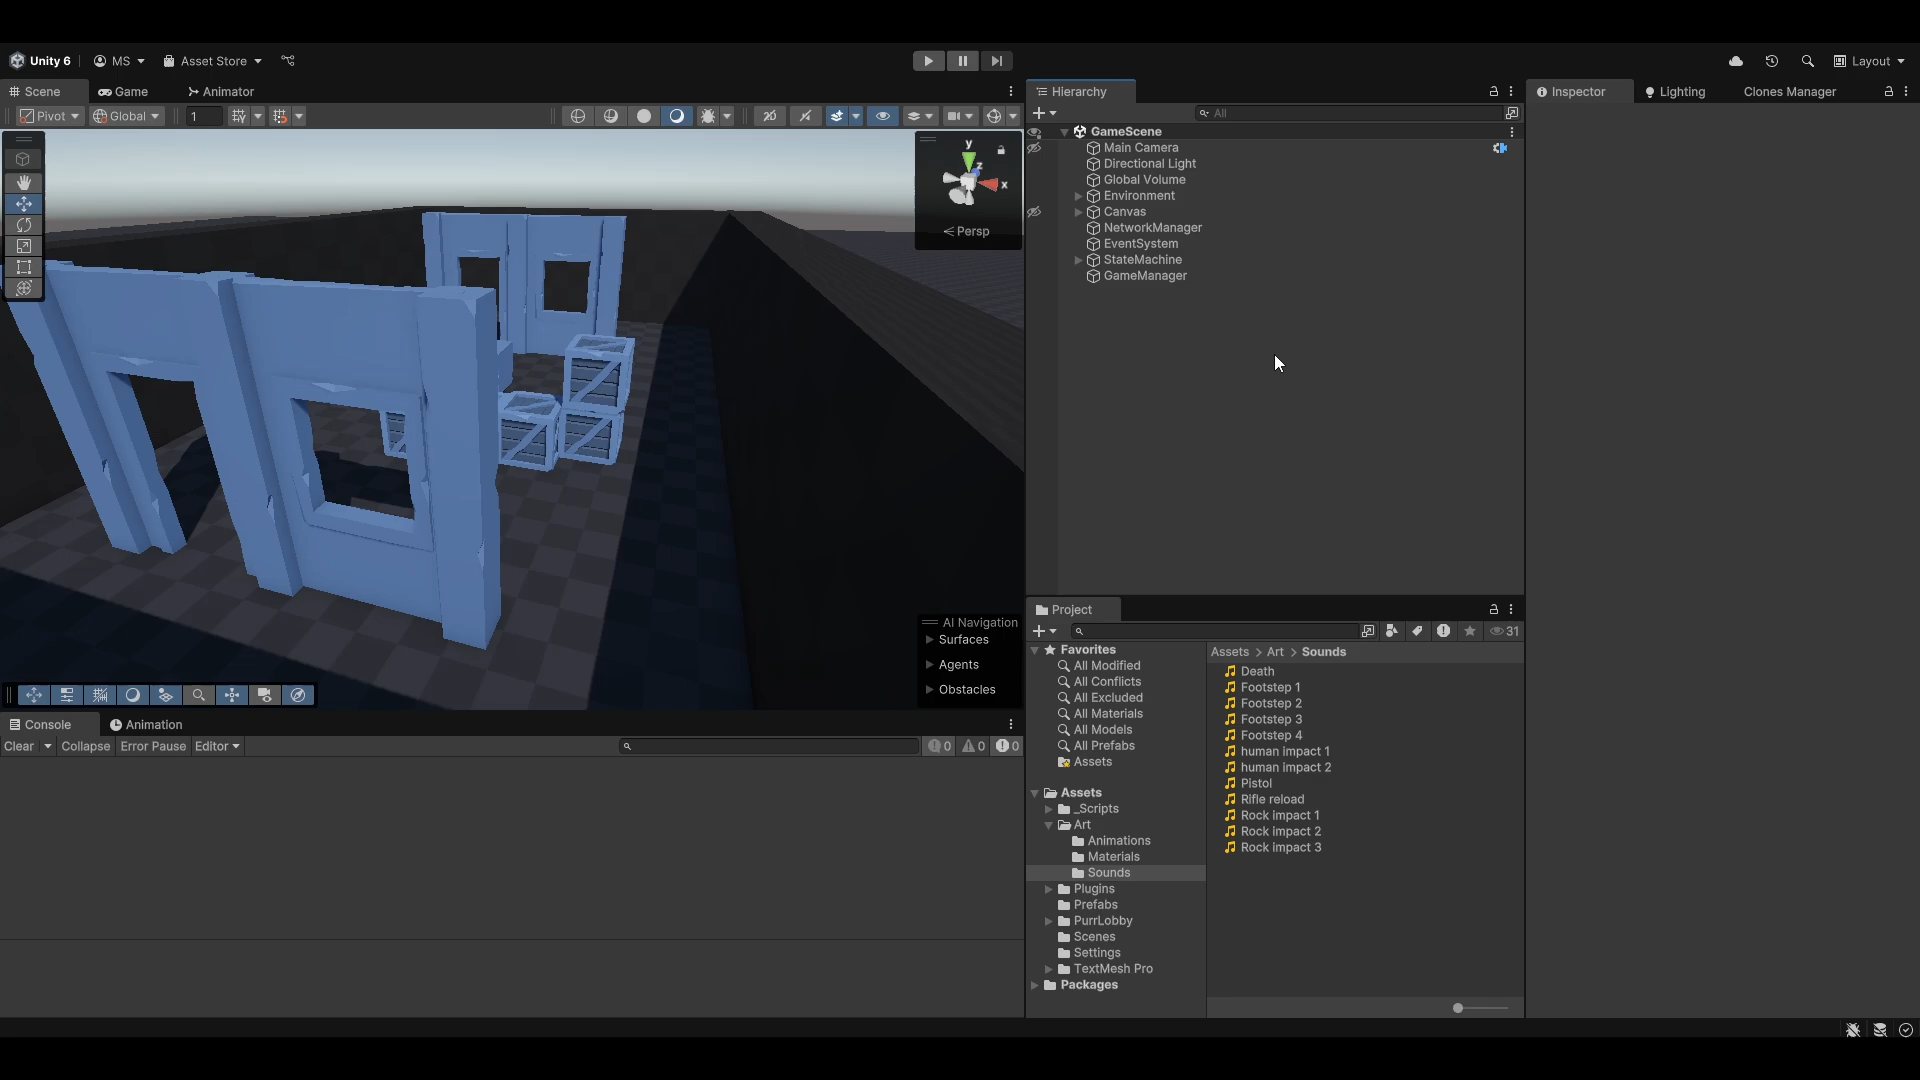 Unity 6 MS Asset Store Layout
Scene Game Animator
Pivot Global 1
y
z
x
Persp
AI Navigation
Surfaces
Agents
Obstacles
Console Animation
Clear Collapse Error Pause Editor 0 0 0
Hierarchy
All
GameScene
Main Camera
Directional Light
Global Volume
Environment
Canvas
NetworkManager
EventSystem
StateMachine
GameManager
Project
31
Favorites
All Modified
All Conflicts
All Excluded
All Materials
All Models
All Prefabs
Assets
Assets
_Scripts
Art
Animations
Materials
Sounds
Plugins
Prefabs
PurrLobby
Scenes
Settings
TextMesh Pro
Packages
Assets > Art > Sounds
Death
Footstep 1
Footstep 2
Footstep 3
Footstep 4
human impact 1
human impact 2
Pistol
Rifle reload
Rock impact 1
Rock impact 2
Rock impact 3
Inspector Lighting Clones Manager